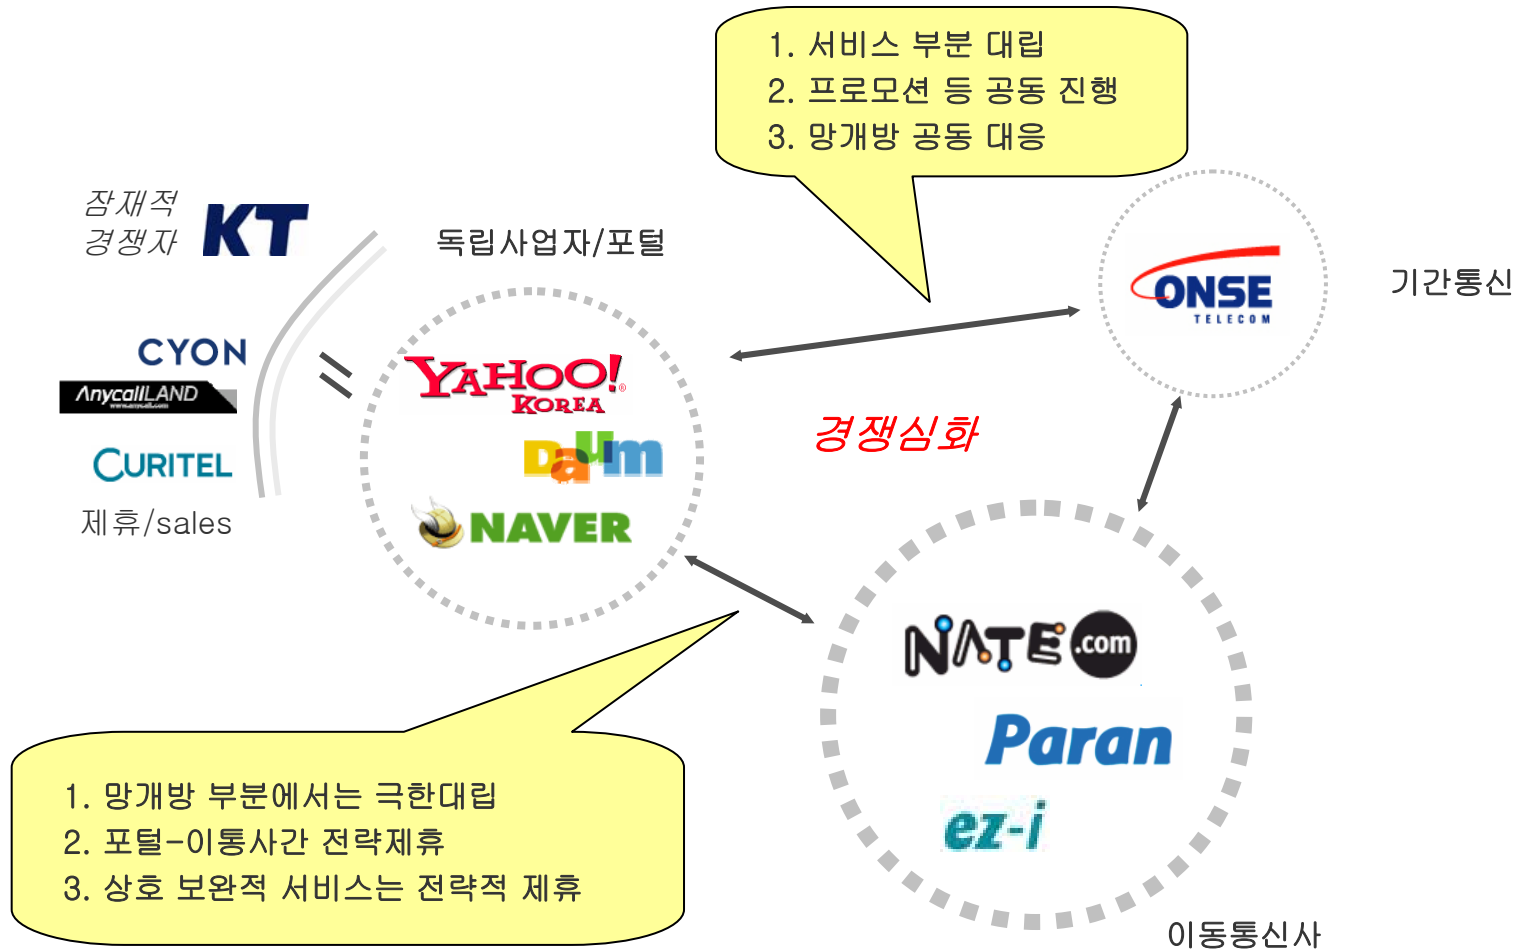 1. 서비스 부분 대립
2. 프로모션 등 공동 진행
3. 망개방 공동 대응
잠재적
경쟁자
KT
독립사업자/포털
ONSE
TELECOM
기간통신
CYON
AnycallLAND
www.anycall.com
CURITEL
제휴/sales
YAHOO!®
KOREA
Daum
NAVER
경쟁심화
NATE.com
Paran
ez-i
이동통신사
1. 망개방 부분에서는 극한대립
2. 포털-이통사간 전략제휴
3. 상호 보완적 서비스는 전략적 제휴